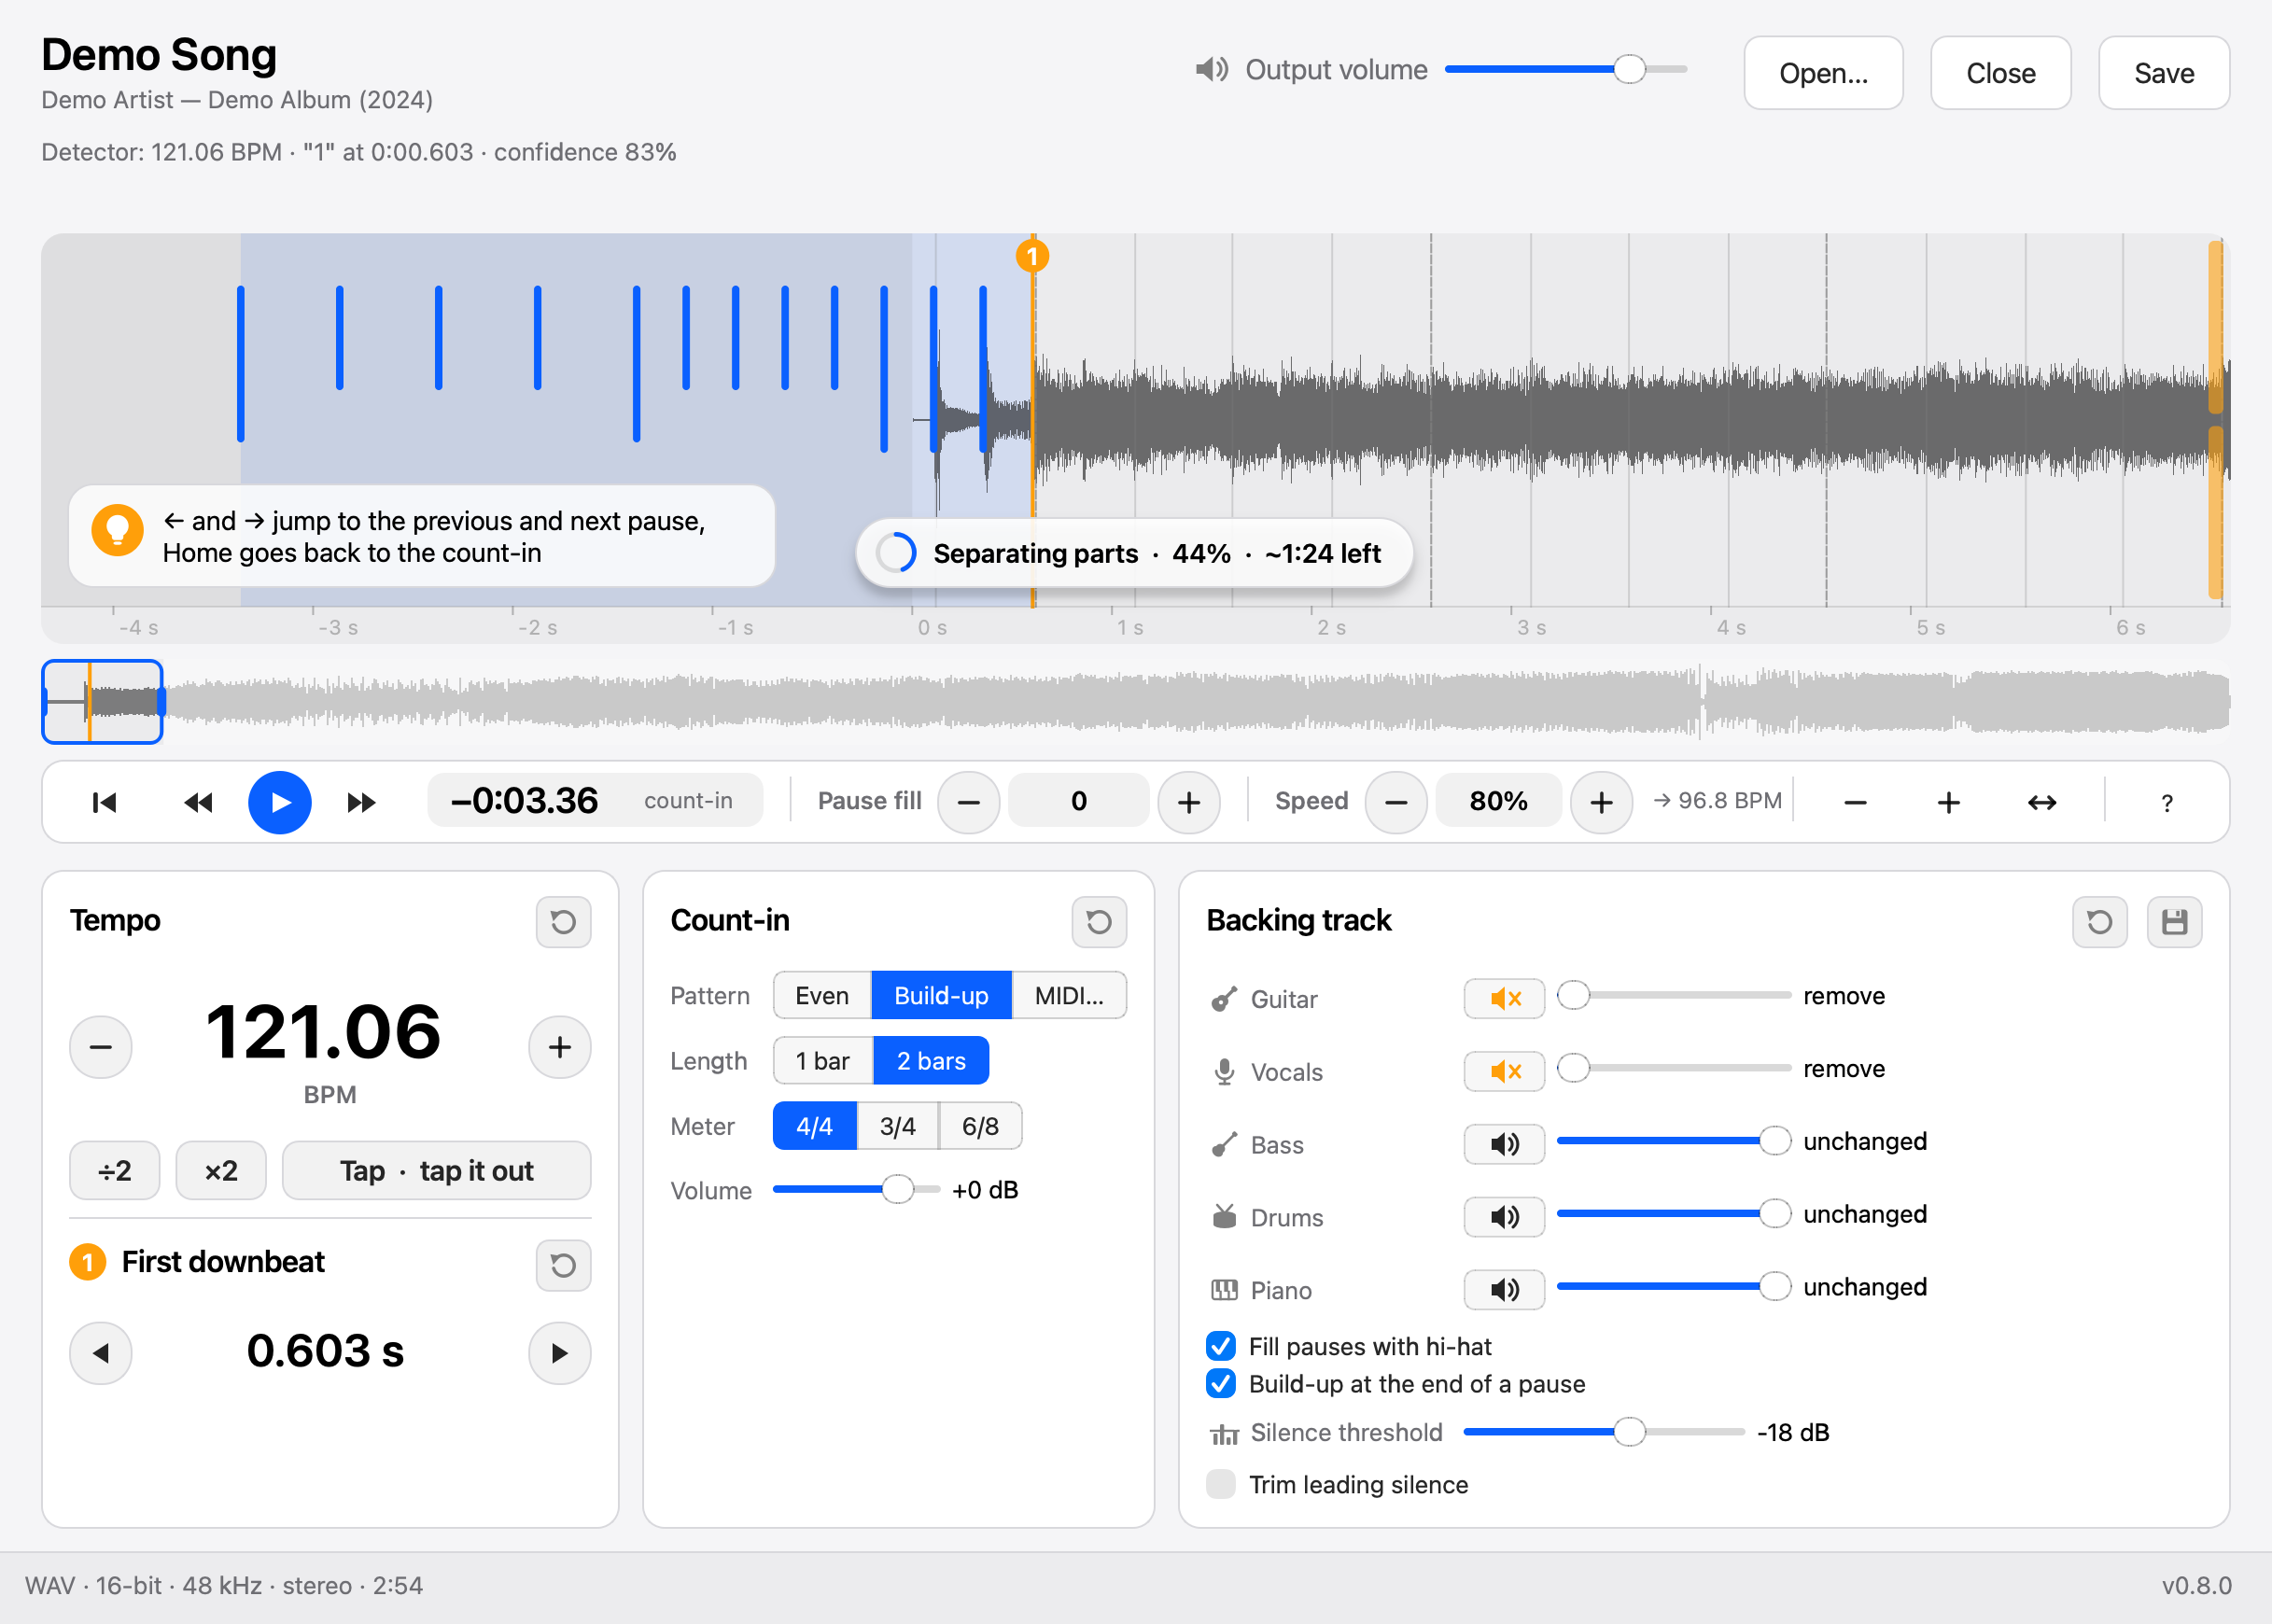 Demo Song
Demo Artist — Demo Album (2024)
Detector: 121.06 BPM · "1" at 0:00.603 · confidence 83%
Output volume
Open...
Close
Save
1
← and → jump to the previous and next pause,
Home goes back to the count-in
Separating parts · 44% · ~1:24 left
-4 s
-3 s
-2 s
-1 s
0 s
1 s
2 s
3 s
4 s
5 s
6 s
−0:03.36 count-in
Pause fill − 0 +
Speed − 80% + → 96.8 BPM
− + ↔ ?
Tempo
− 121.06 +
BPM
÷2 ×2 Tap · tap it out
1 First downbeat
0.603 s
Count-in
Pattern Even Build-up MIDI...
Length 1 bar 2 bars
Meter 4/4 3/4 6/8
Volume +0 dB
Backing track
Guitar remove
Vocals remove
Bass unchanged
Drums unchanged
Piano unchanged
Fill pauses with hi-hat
Build-up at the end of a pause
Silence threshold -18 dB
Trim leading silence
WAV · 16-bit · 48 kHz · stereo · 2:54
v0.8.0